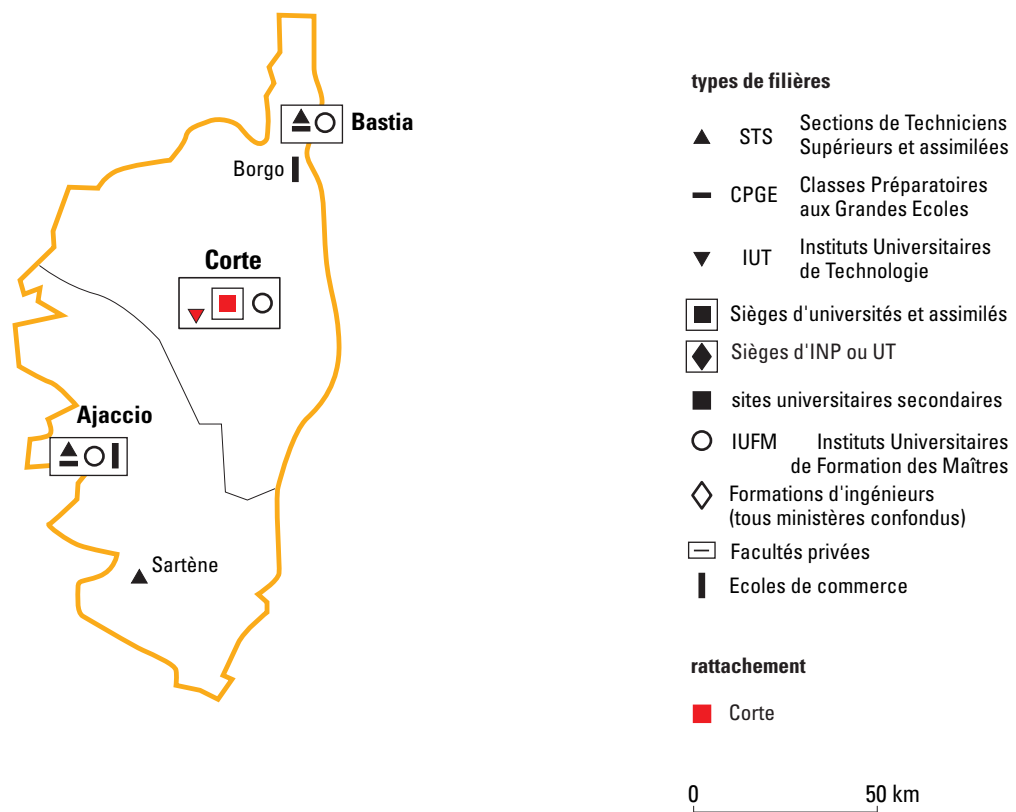 Bastia
Borgo
Corte
Ajaccio
Sartène
types de filières
STS Sections de Techniciens
Supérieurs et assimilées
CPGE Classes Préparatoires
aux Grandes Ecoles
IUT Instituts Universitaires
de Technologie
Sièges d'universités et assimilés
Sièges d'INP ou UT
sites universitaires secondaires
IUFM Instituts Universitaires
de Formation des Maîtres
Formations d'ingénieurs
(tous ministères confondus)
Facultés privées
Ecoles de commerce
rattachement
Corte
0 50 km